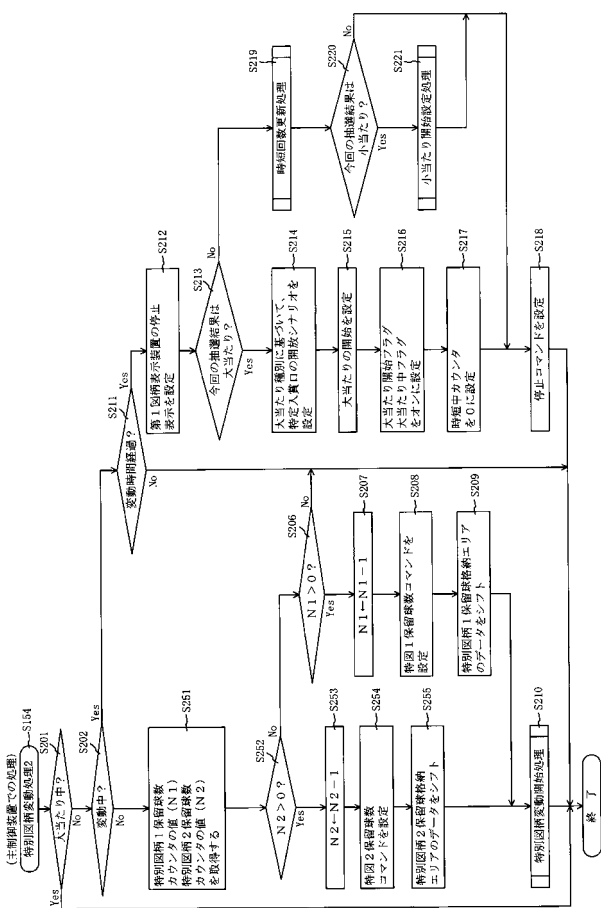 (主制御装置での処理)
特別図柄変動処理2
S154
大当たり中?
S201
Yes
No
変動中?
S202
Yes
No
特別図柄1保留球数
カウンタの値(N1)
特別図柄2保留球数
カウンタの値(N2)
を取得する
S251
N2>0?
S252
No
Yes
N2←N2-1
S253
特図2保留球数
コマンドを設定
S254
特別図柄2保留球格納
エリアのデータをシフト
S255
N1>0?
S206
No
Yes
N1←N1-1
S207
特図1保留球数コマンドを
設定
S208
特別図柄1保留球格納エリア
のデータをシフト
S209
特別図柄変動開始処理
S210
変動時間経過?
S211
Yes
No
第1図柄表示装置の停止
表示を設定
S212
今回の抽選結果は
大当たり?
S213
No
Yes
大当たり種別に基づいて、
特定入賞口の開放シナリオを
設定
S214
大当たりの開始を設定
S215
大当たり開始フラグ
大当たり中フラグ
をオンに設定
S216
時短中カウンタ
を0に設定
S217
停止コマンドを設定
S218
時短回数更新処理
S219
今回の抽選結果は
小当たり?
S220
No
Yes
小当たり開始設定処理
S221
終了